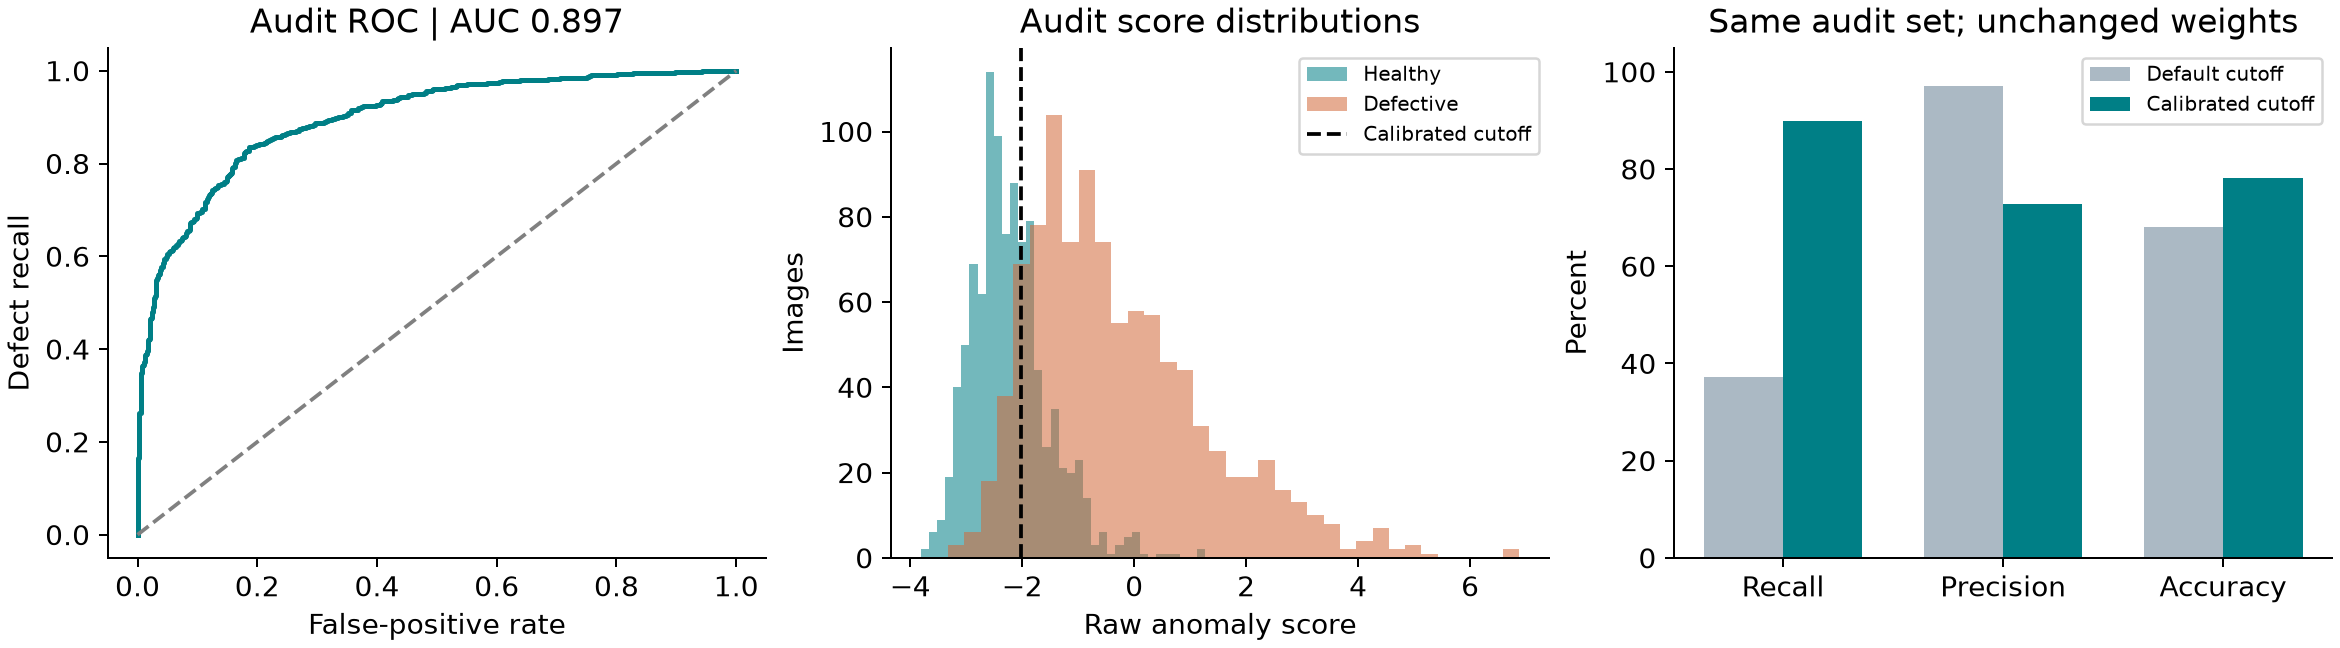 Audit ROC | AUC 0.897
Defect recall
1.0
0.8
0.6
0.4
0.2
0.0
0.0 0.2 0.4 0.6 0.8 1.0
False-positive rate
Audit score distributions
Healthy
Defective
Calibrated cutoff
Images
100
80
60
40
20
0
−4 −2 0 2 4 6
Raw anomaly score
Same audit set; unchanged weights
Default cutoff
Calibrated cutoff
Percent
100
80
60
40
20
0
Recall Precision Accuracy